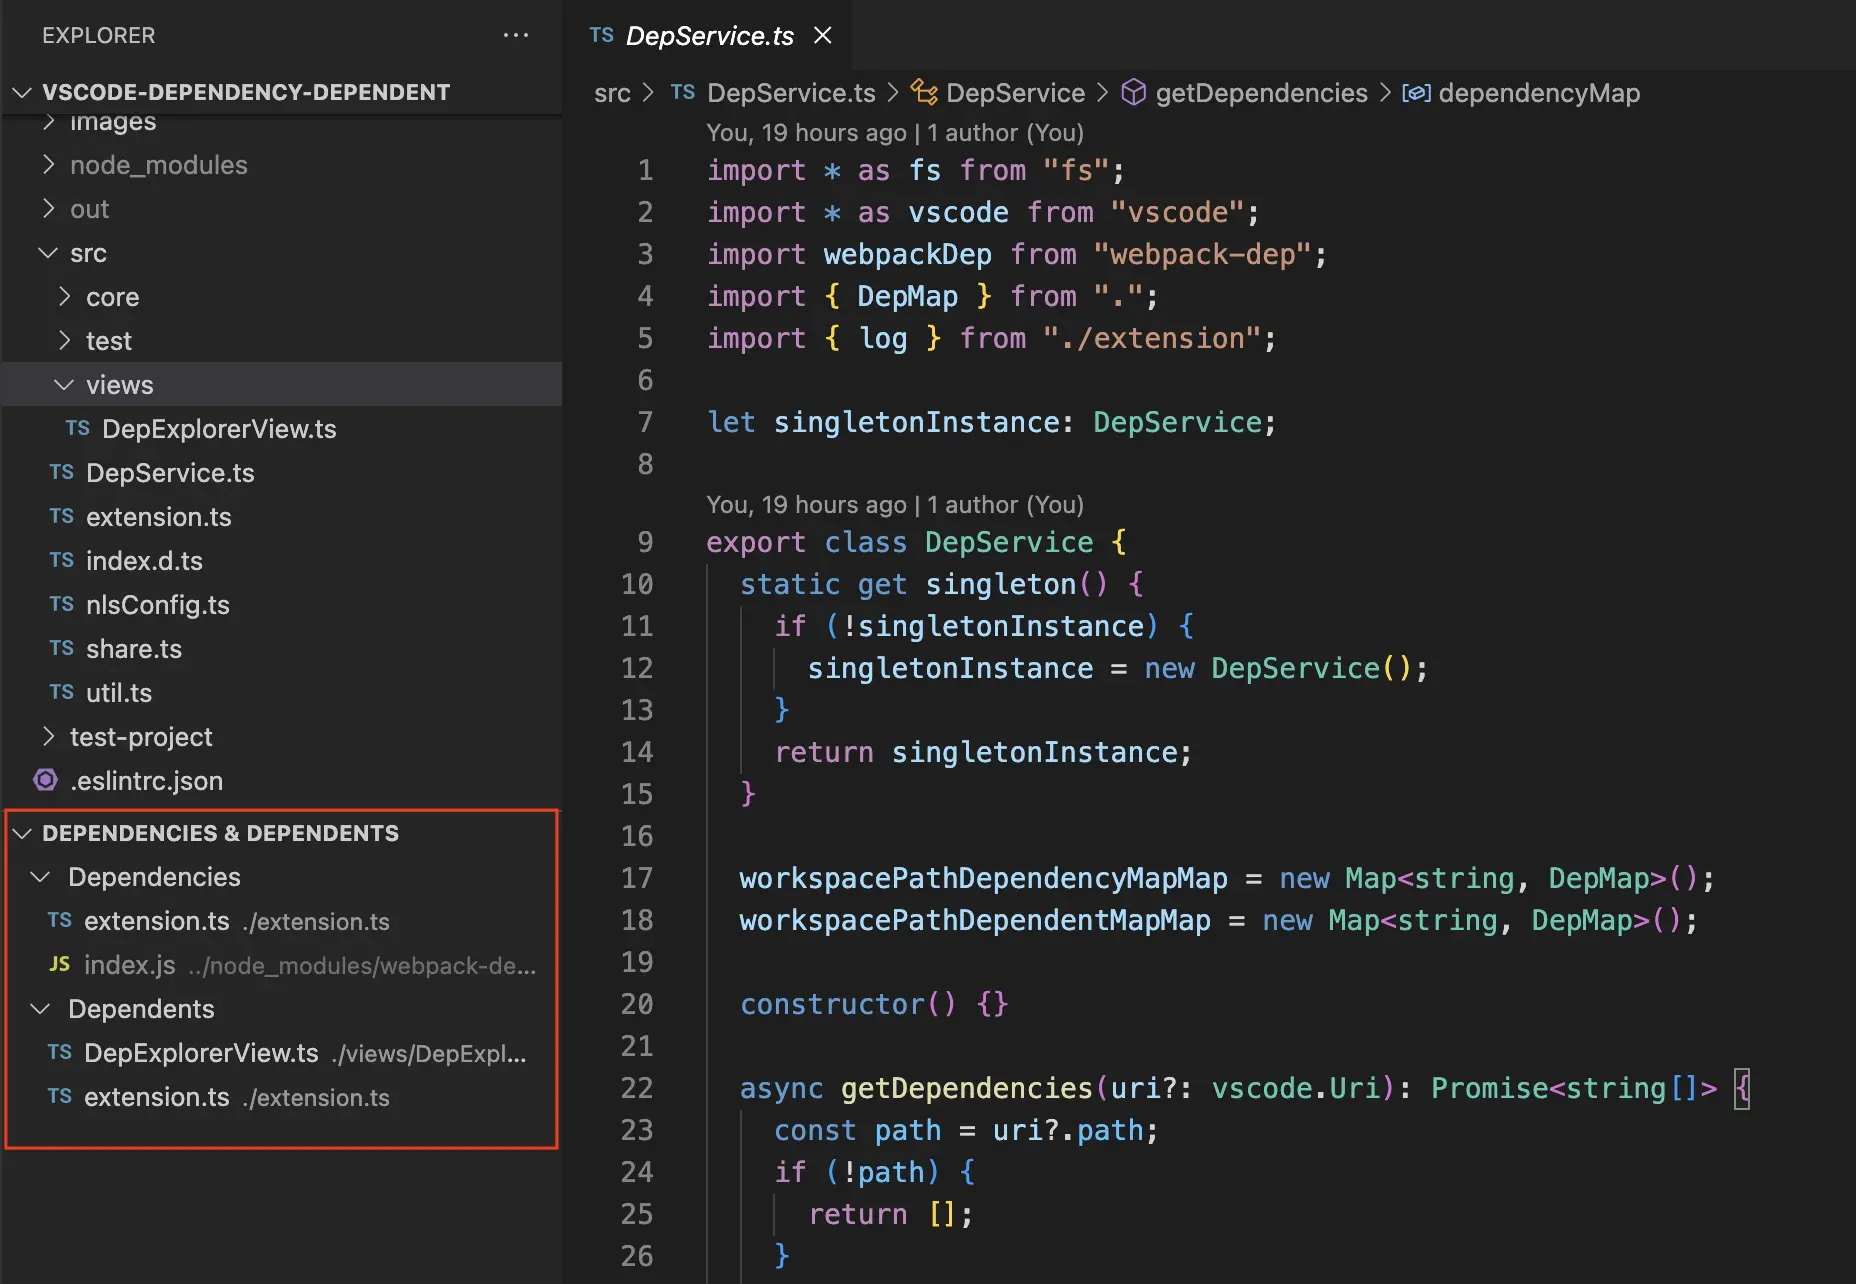 EXPLORER
VSCODE-DEPENDENCY-DEPENDENT
images
node_modules
out
src
core
test
views
TS DepExplorerView.ts
TS DepService.ts
TS extension.ts
TS index.d.ts
TS nlsConfig.ts
TS share.ts
TS util.ts
test-project
.eslintrc.json
DEPENDENCIES & DEPENDENTS
Dependencies
TS extension.ts ./extension.ts
JS index.js ../node_modules/webpack-de...
Dependents
TS DepExplorerView.ts ./views/DepExpl...
TS extension.ts ./extension.ts
TS DepService.ts
src > TS DepService.ts > DepService > getDependencies > dependencyMap
You, 19 hours ago | 1 author (You)
1 import * as fs from "fs";
2 import * as vscode from "vscode";
3 import webpackDep from "webpack-dep";
4 import { DepMap } from ".";
5 import { log } from "./extension";
6
7 let singletonInstance: DepService;
8
You, 19 hours ago | 1 author (You)
9 export class DepService {
10 static get singleton() {
11 if (!singletonInstance) {
12 singletonInstance = new DepService();
13 }
14 return singletonInstance;
15 }
16
17 workspacePathDependencyMapMap = new Map<string, DepMap>();
18 workspacePathDependentMapMap = new Map<string, DepMap>();
19
20 constructor() {}
21
22 async getDependencies(uri?: vscode.Uri): Promise<string[]> {
23 const path = uri?.path;
24 if (!path) {
25 return [];
26 }